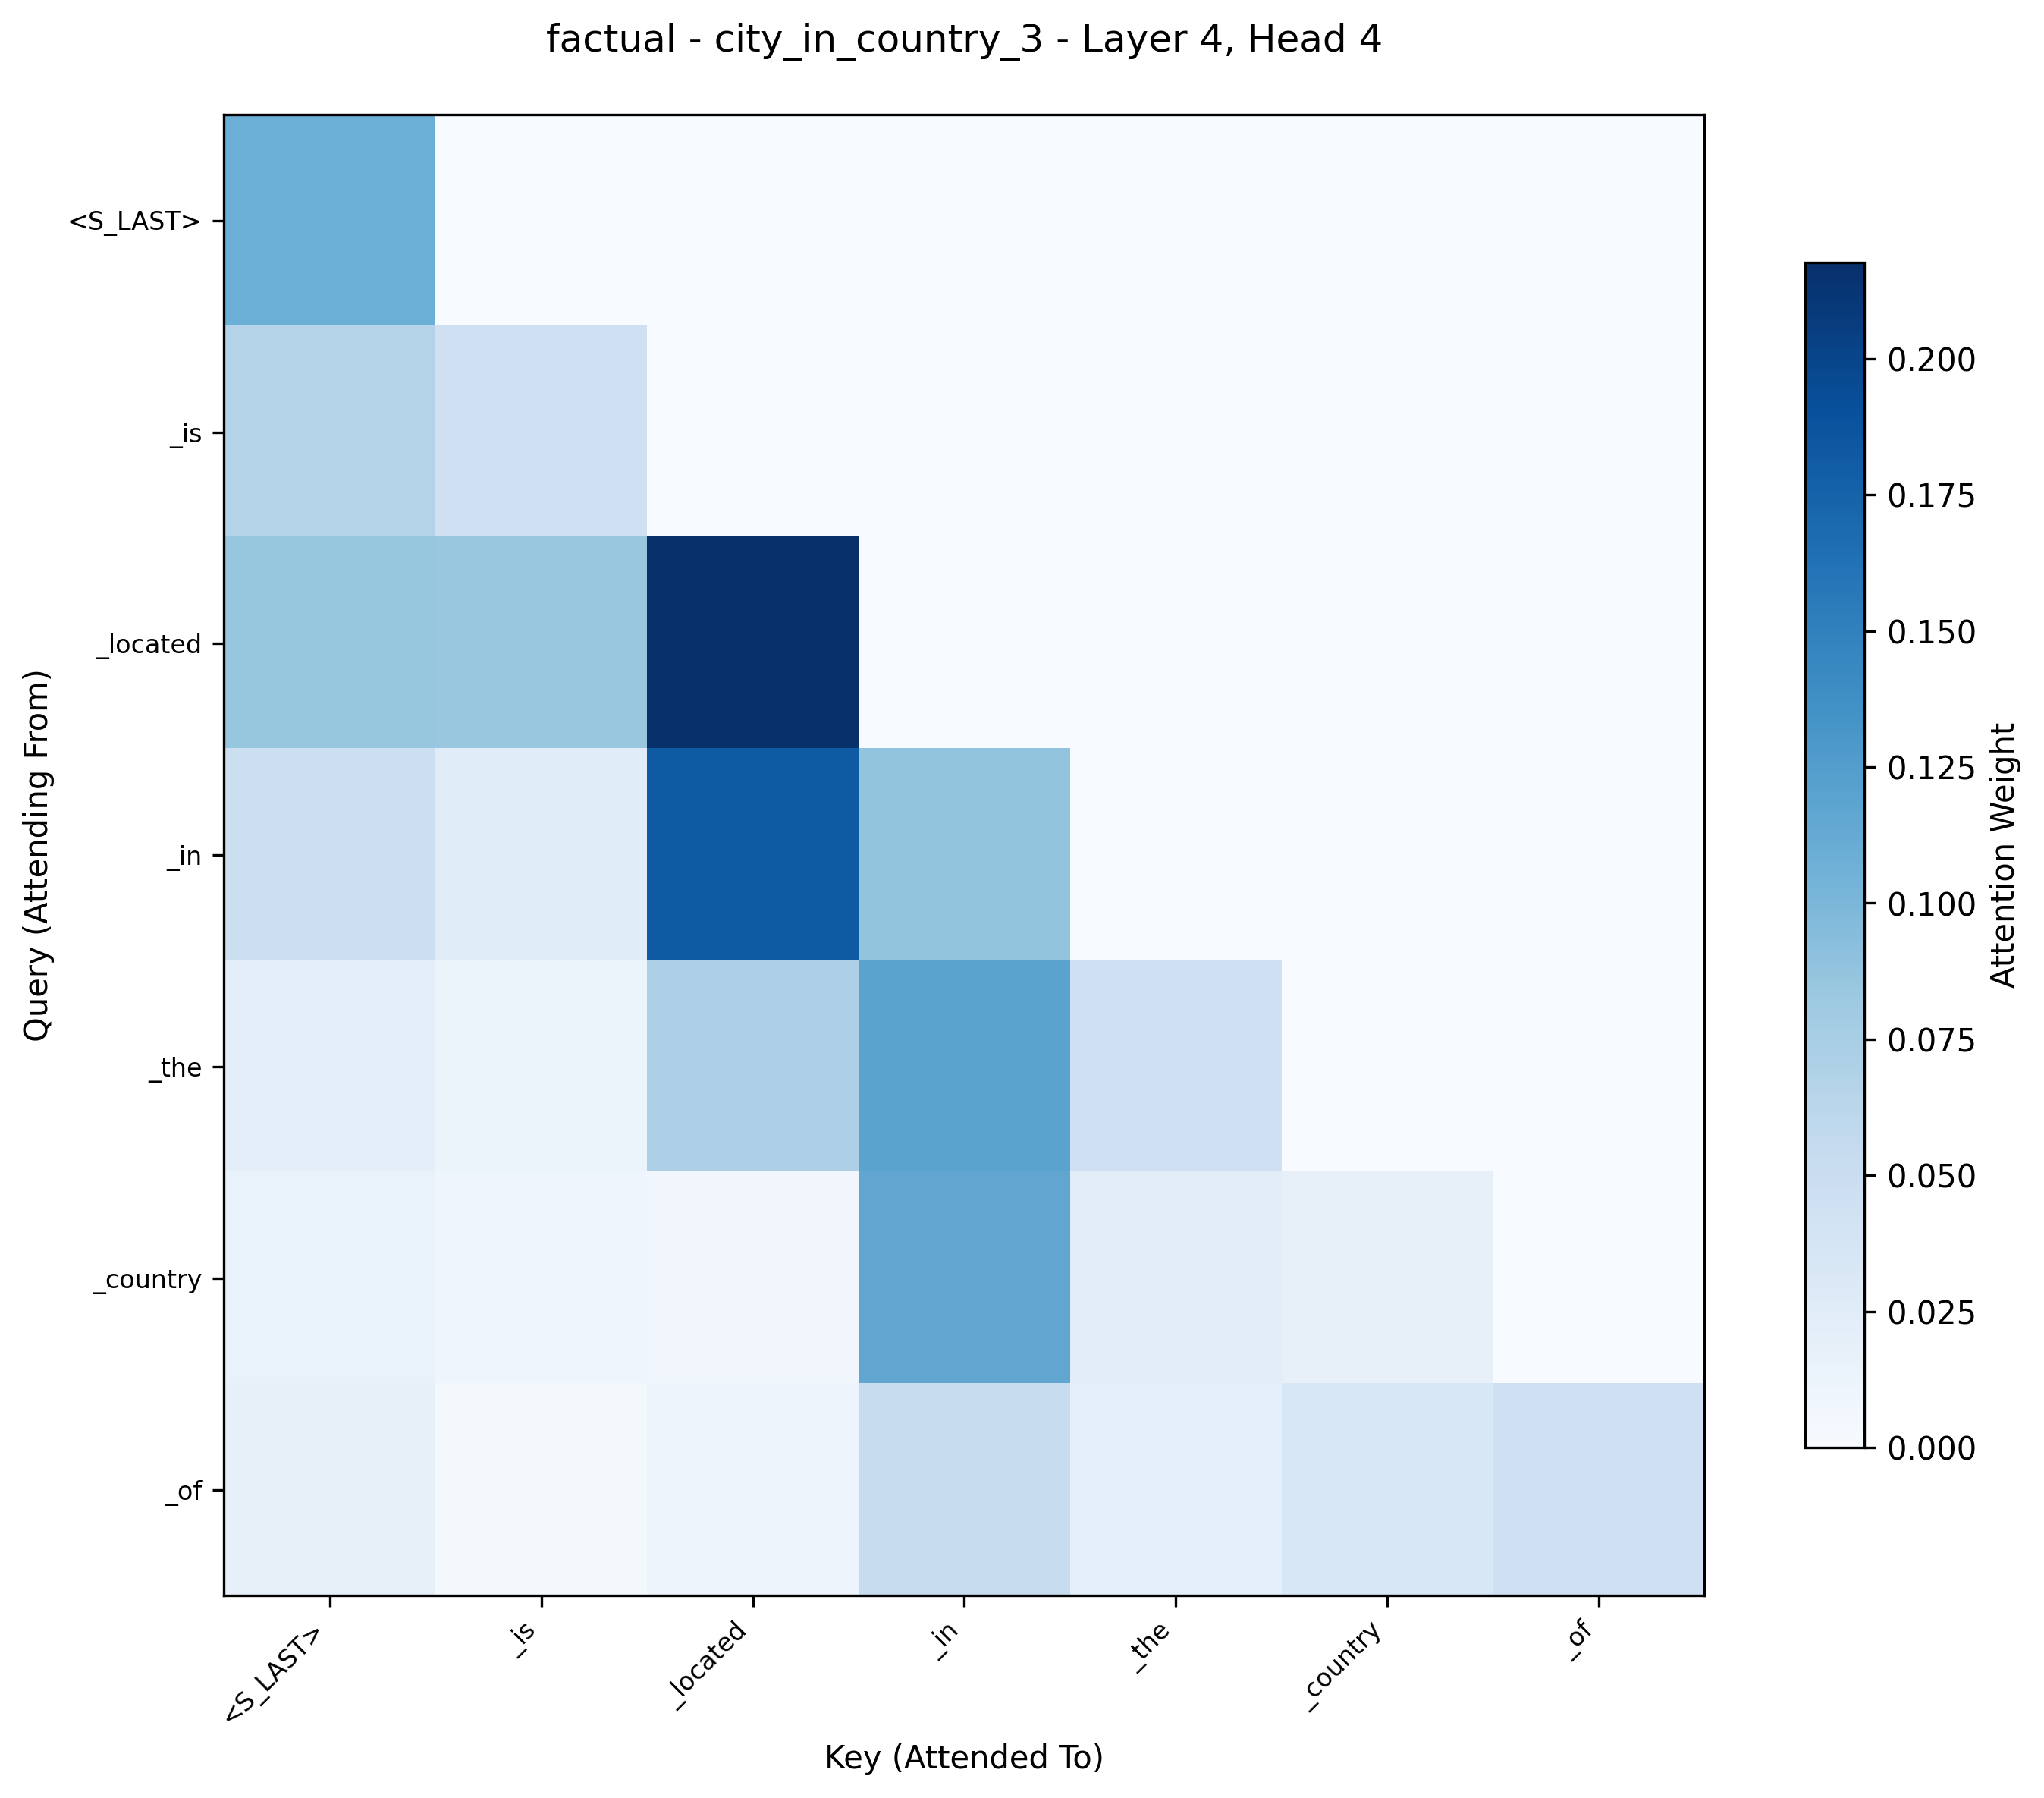 factual - city_in_country_3 - Layer 4, Head 4
Query (Attending From)
<S_LAST>
_is
_located
_in
_the
_country
_of
<S_LAST>
_is
_located
_in
_the
_country
_of
Key (Attended To)
0.200
0.175
0.150
0.125
0.100
0.075
0.050
0.025
0.000
Attention Weight